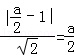 |a/2 - 1|/√2 = a/2